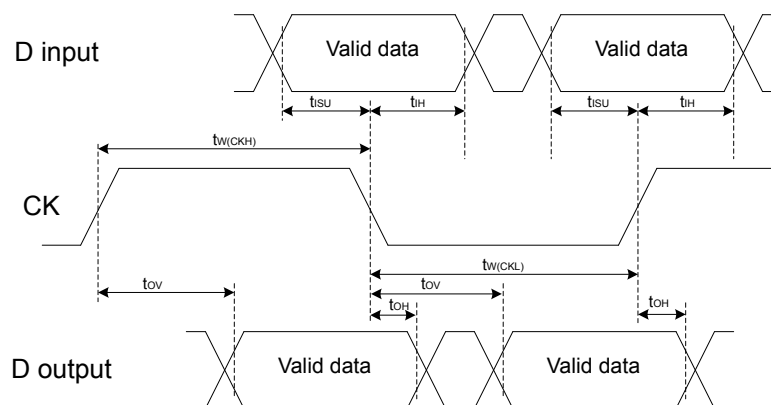 D input
Valid data
Valid data
tISU
tIH
tISU
tIH
tW(CKH)
CK
tW(CKL)
tOV
tOV
tOH
tOH
D output
Valid data
Valid data